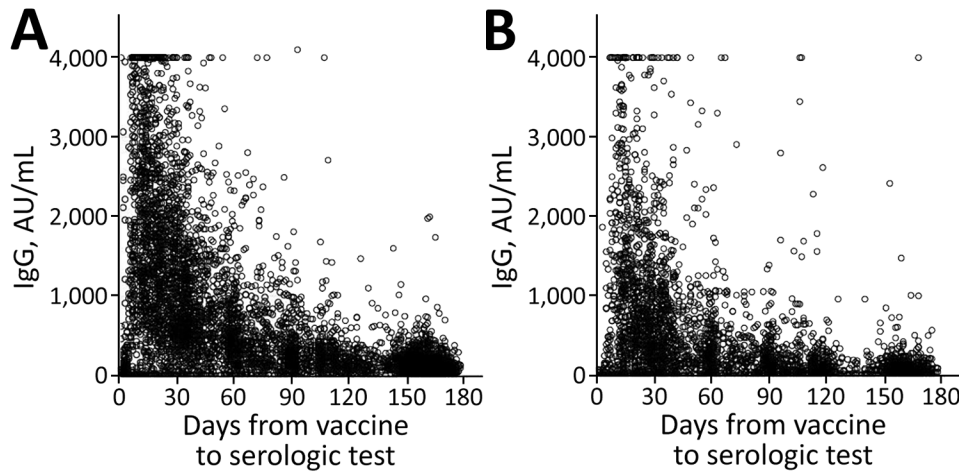 A
B
IgG, AU/mL
4,000
3,000
2,000
1,000
0
0 30 60 90 120 150 180
Days from vaccine
to serologic test
IgG, AU/mL
4,000
3,000
2,000
1,000
0
0 30 60 90 120 150 180
Days from vaccine
to serologic test